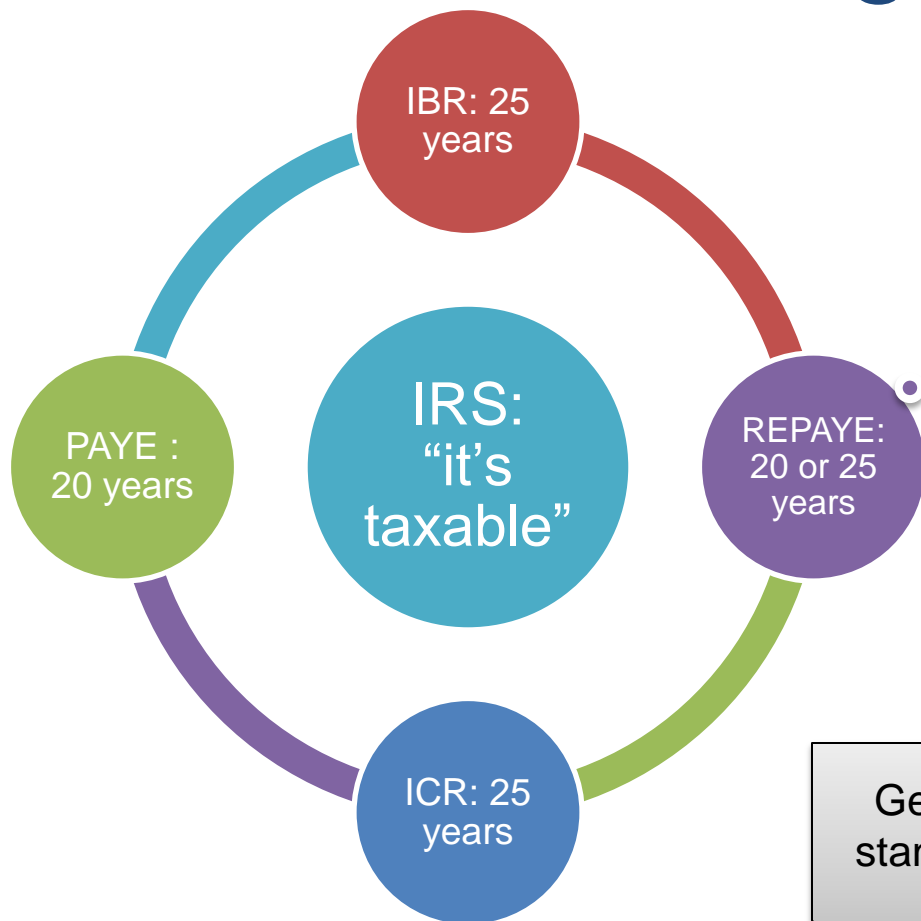 IBR: 25
years
IRS:
“it’s
taxable”
PAYE :
20 years
REPAYE:
20 or 25
years
ICR: 25
years